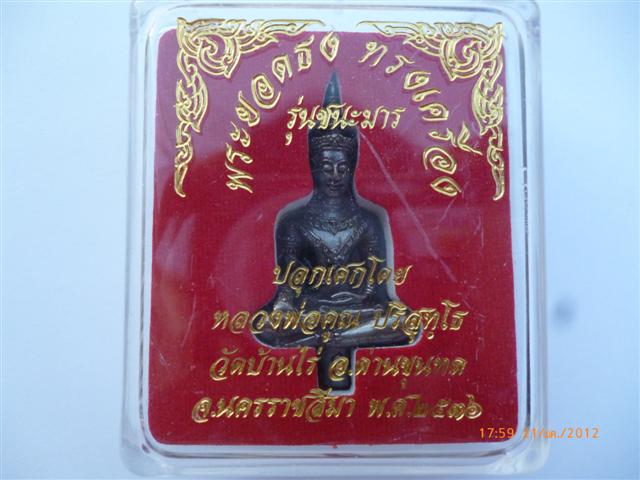 พระยอดธง ทรงเครื่อง
รุ่นชนะมาร
ปลุกเศกโดย
หลวงพ่อคูณ ปริสุทฺโธ
วัดบ้านไร่ อ.ด่านขุนทด
จ.นครราชสีมา พ.ศ.๒๕๓๖
17:59 21/ม.ค./2012